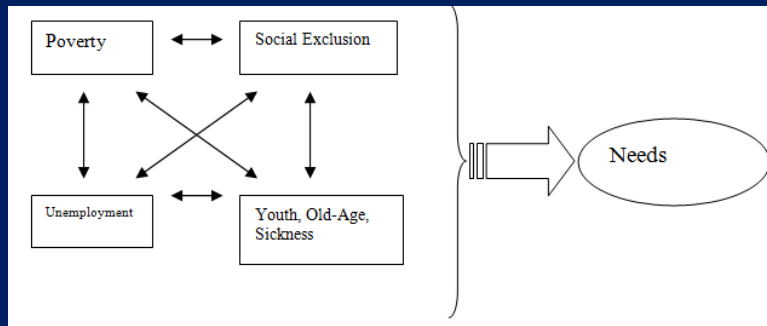 Poverty
Social Exclusion
Needs
Unemployment
Youth, Old-Age,
Sickness